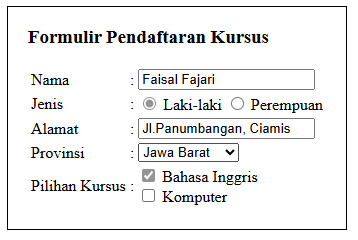 Formulir Pendaftaran Kursus
Nama : Faisal Fajari
Jenis : Laki-laki Perempuan
Alamat : Jl.Panumbangan, Ciamis
Provinsi : Jawa Barat
Pilihan Kursus : Bahasa Inggris
Komputer